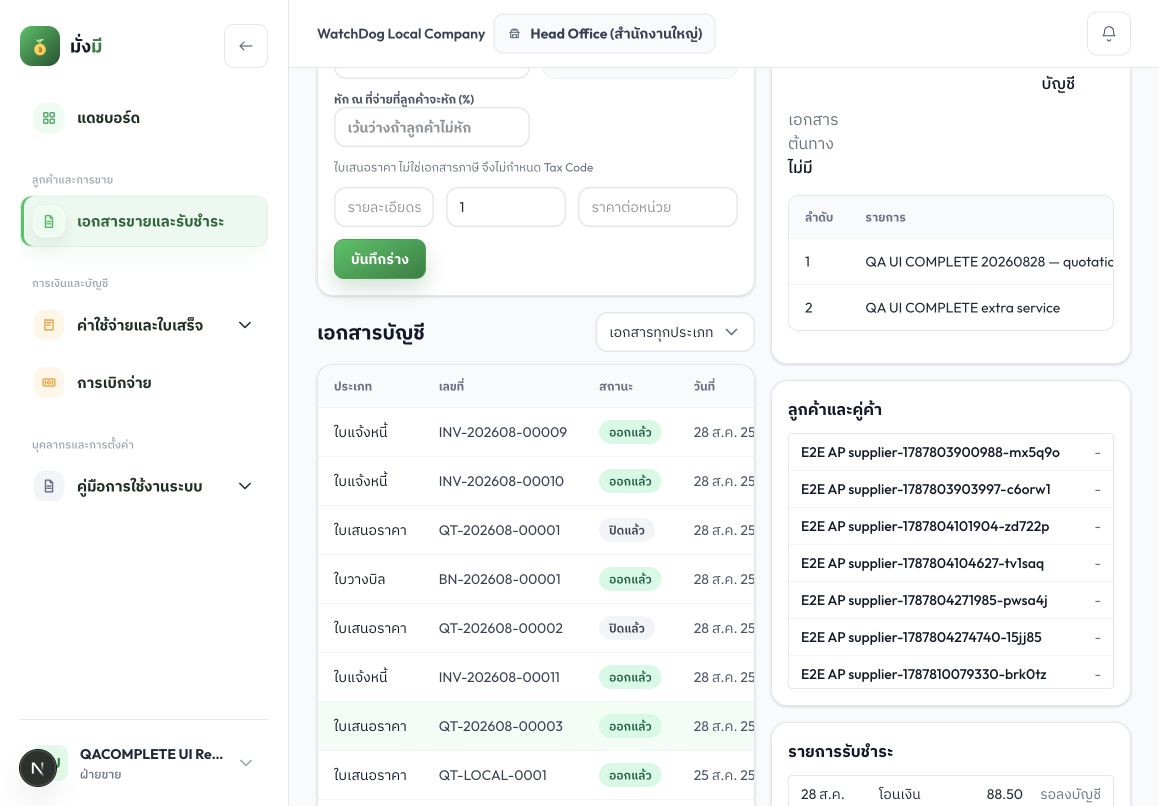 มั่งมี
แดชบอร์ด
ลูกค้าและการขาย
เอกสารขายและรับชำระ
การเงินและบัญชี
ค่าใช้จ่ายและใบเสร็จ
การเบิกจ่าย
บุคลากรและการตั้งค่า
คู่มือการใช้งานระบบ
N
QACOMPLETE UI Re...
ฝ่ายขาย
WatchDog Local Company
Head Office (สำนักงานใหญ่)
หัก ณ ที่จ่ายที่ลูกค้าจะหัก (%)
เว้นว่างถ้าลูกค้าไม่หัก
ใบเสนอราคา ไม่ใช่เอกสารภาษี จึงไม่กำหนด Tax Code
รายละเอียดร 1 ราคาต่อหน่วย
บันทึกร่าง
เอกสารบัญชี เอกสารทุกประเภท
ประเภท เลขที่ สถานะ วันที่
ใบแจ้งหนี้ INV-202608-00009 ออกแล้ว 28 ส.ค. 25
ใบแจ้งหนี้ INV-202608-00010 ออกแล้ว 28 ส.ค. 25
ใบเสนอราคา QT-202608-00001 ปิดแล้ว 28 ส.ค. 25
ใบวางบิล BN-202608-00001 ออกแล้ว 28 ส.ค. 25
ใบเสนอราคา QT-202608-00002 ปิดแล้ว 28 ส.ค. 25
ใบแจ้งหนี้ INV-202608-00011 ออกแล้ว 28 ส.ค. 25
ใบเสนอราคา QT-202608-00003 ออกแล้ว 28 ส.ค. 25
ใบเสนอราคา QT-LOCAL-0001 ออกแล้ว 25 ส.ค. 25
บัญชี
เอกสาร
ต้นทาง
ไม่มี
ลำดับ รายการ
1 QA UI COMPLETE 20260828 — quotatio
2 QA UI COMPLETE extra service
ลูกค้าและคู่ค้า
E2E AP supplier-1787803900988-mx5q9o -
E2E AP supplier-1787803903997-c6orw1 -
E2E AP supplier-1787804101904-zd722p -
E2E AP supplier-1787804104627-tv1saq -
E2E AP supplier-1787804271985-pwsa4j -
E2E AP supplier-1787804274740-15jj85 -
E2E AP supplier-1787810079330-brk0tz -
รายการรับชำระ
28 ส.ค. โอนเงิน 88.50 รอลงบัญชี